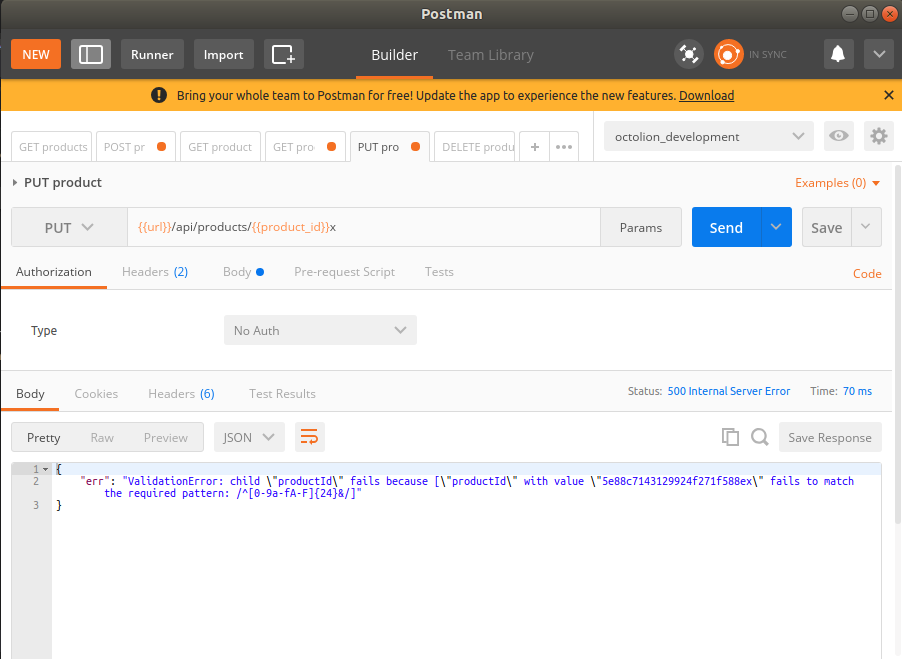 Postman
NEW Runner Import Builder Team Library IN SYNC
! Bring your whole team to Postman for free! Update the app to experience the new features. Download
GET products POST pr GET product GET pro PUT pro DELETE produ + ••• octolion_development
PUT product Examples (0)
PUT {{url}}/api/products/{{product_id}}x Params Send Save
Authorization Headers (2) Body Pre-request Script Tests Code
Type No Auth
Body Cookies Headers (6) Test Results Status: 500 Internal Server Error Time: 70 ms
Pretty Raw Preview JSON Save Response
1 {
2 "err": "ValidationError: child \"productId\" fails because [\"productId\" with value \"5e88c7143129924f271f588ex\" fails to match
the required pattern: /^[0-9a-fA-F]{24}&/]"
3 }